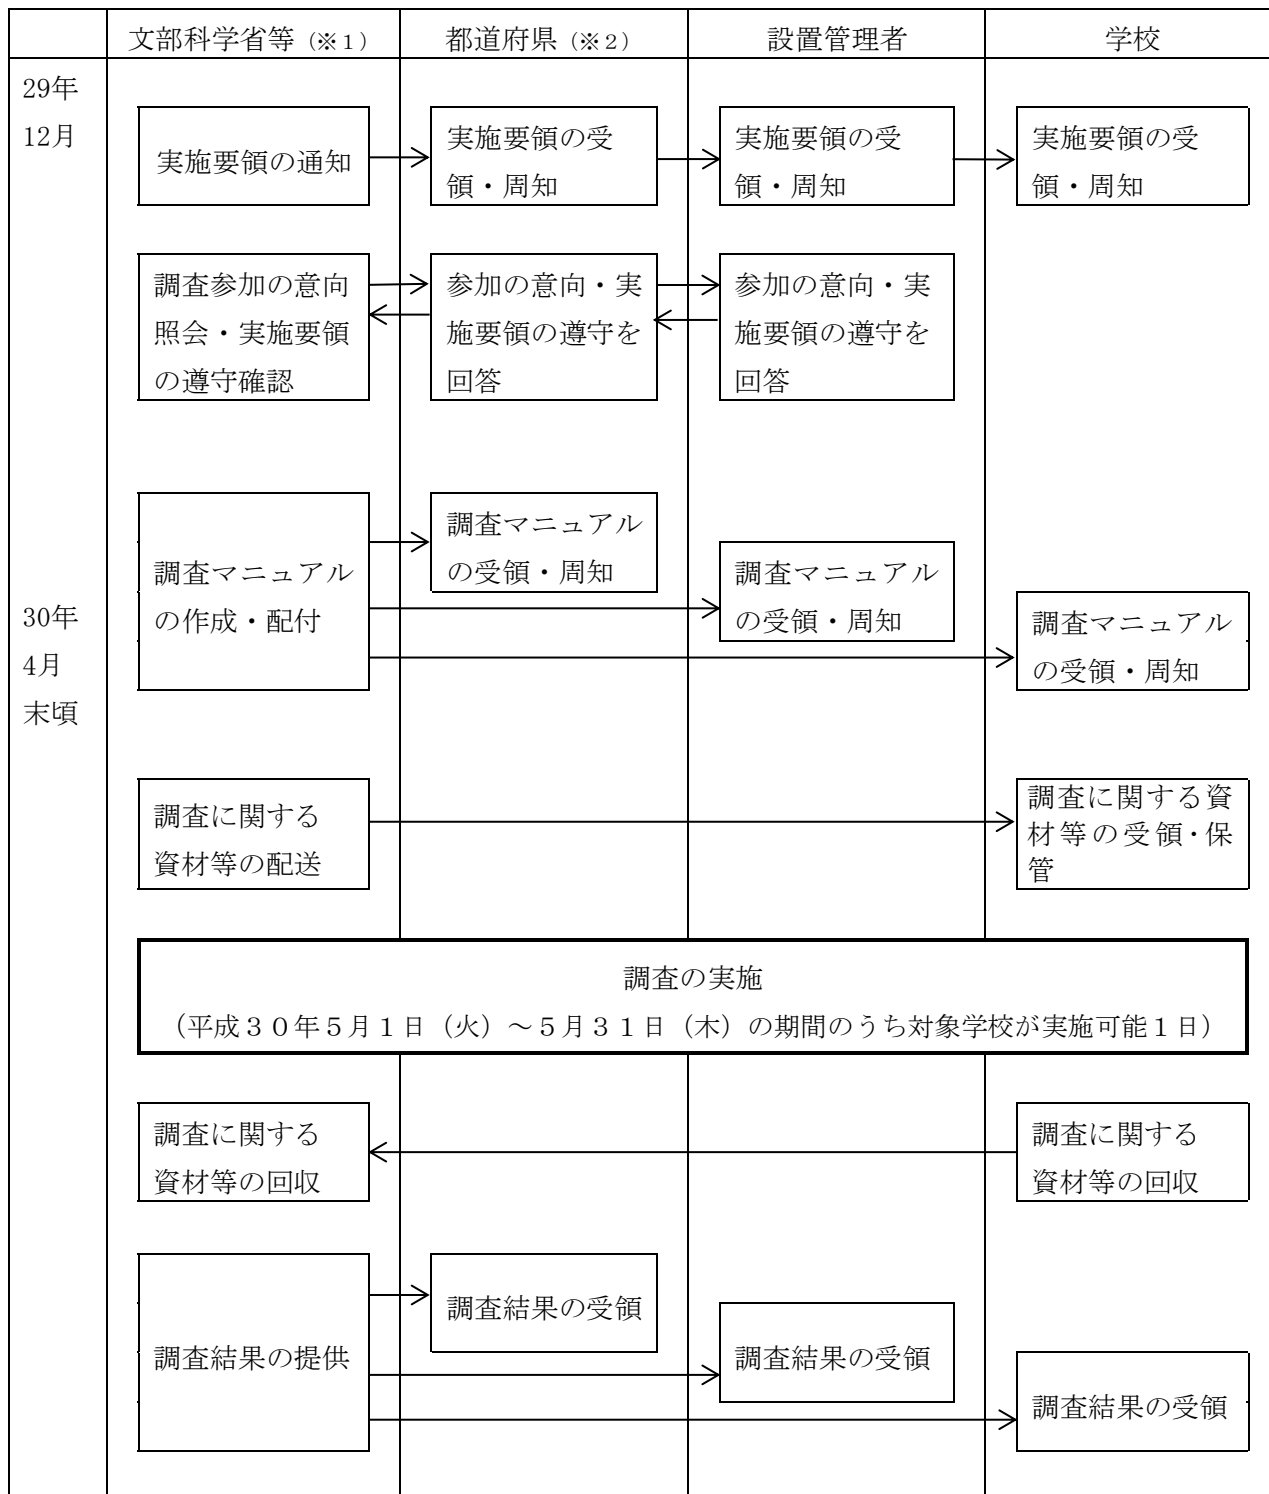 文部科学省等（※１）
都道府県（※２）
設置管理者
学校
29年
12月
実施要領の通知
実施要領の受
領・周知
実施要領の受
領・周知
実施要領の受
領・周知
調査参加の意向
照会・実施要領
の遵守確認
参加の意向・実
施要領の遵守を
回答
参加の意向・実
施要領の遵守を
回答
30年
4月
末頃
調査マニュアル
の作成・配付
調査マニュアル
の受領・周知
調査マニュアル
の受領・周知
調査マニュアル
の受領・周知
調査に関する
資材等の配送
調査に関する資
材等の受領・保
管
調査の実施
（平成３０年５月１日（火）～５月３１日（木）の期間のうち対象学校が実施可能１日）
調査に関する
資材等の回収
調査に関する
資材等の回収
調査結果の提供
調査結果の受領
調査結果の受領
調査結果の受領